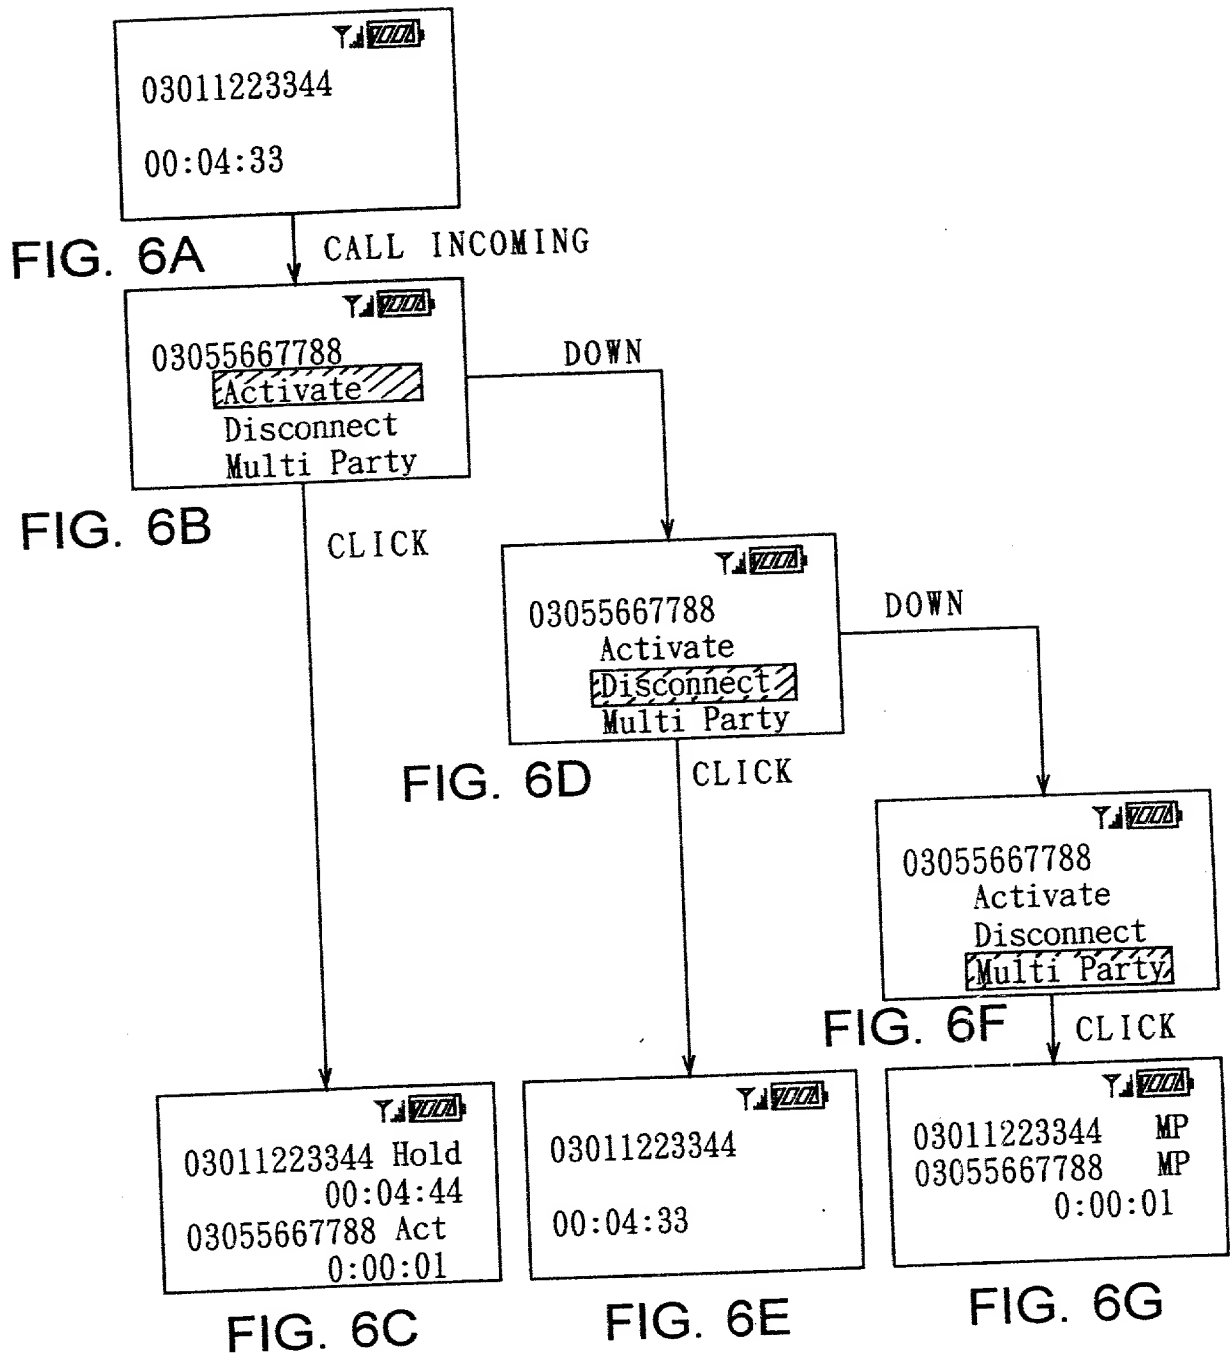 03011223344
00:04:33
FIG. 6A
CALL INCOMING
03055667788
Activate
Disconnect
Multi Party
DOWN
FIG. 6B
CLICK
03055667788
Activate
Disconnect
Multi Party
DOWN
FIG. 6D
CLICK
03055667788
Activate
Disconnect
Multi Party
FIG. 6F
CLICK
03011223344 Hold
00:04:44
03055667788 Act
0:00:01
FIG. 6C
03011223344
00:04:33
FIG. 6E
03011223344 MP
03055667788 MP
0:00:01
FIG. 6G